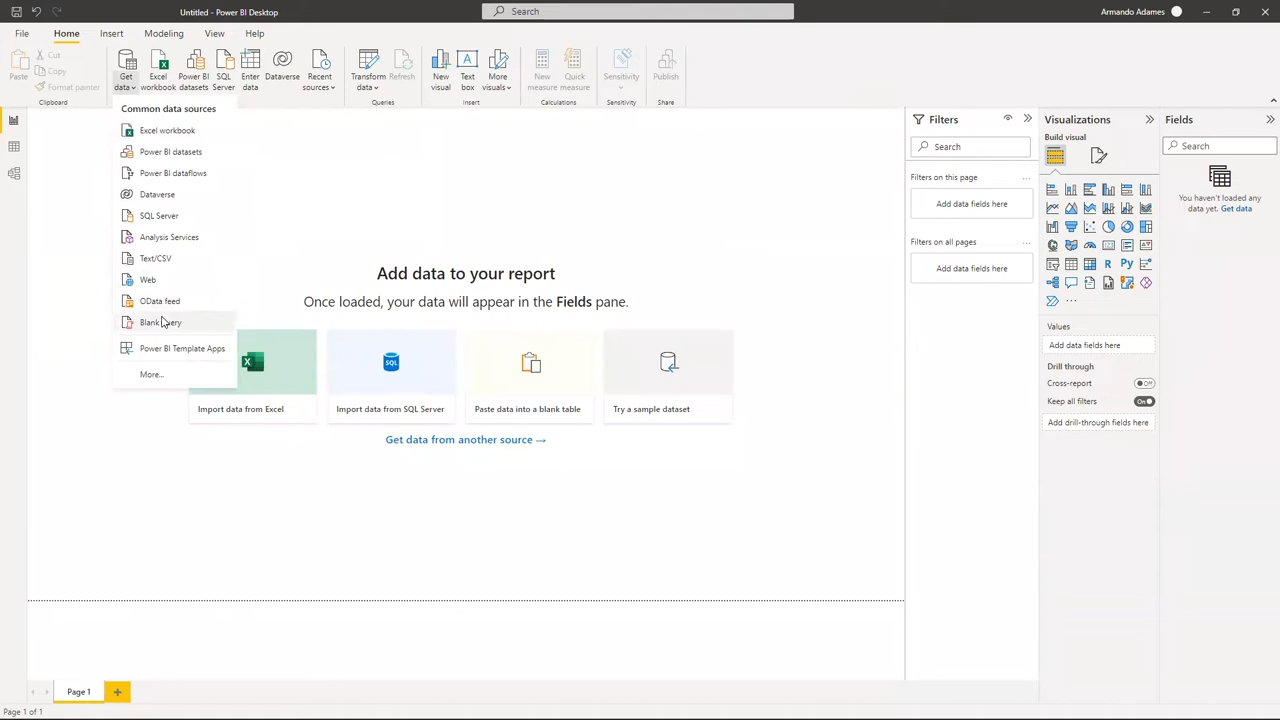 Untitled - Power BI Desktop
Search
Armando Adames
File Home Insert Modeling View Help
Paste
Cut
Copy
Format painter
Clipboard
Get data
Excel workbook
Power BI datasets
SQL Server
Enter data
Dataverse
Recent sources
Transform data
Refresh
Queries
New visual
Text box
More visuals
Insert
New measure
Quick measure
Calculations
Sensitivity
Sensitivity
Publish
Share
Common data sources
Excel workbook
Power BI datasets
Power BI dataflows
Dataverse
SQL Server
Analysis Services
Text/CSV
Web
OData feed
Blank query
Power BI Template Apps
More...
Add data to your report
Once loaded, your data will appear in the Fields pane.
SQL
Import data from Excel
Import data from SQL Server
Paste data into a blank table
Try a sample dataset
Get data from another source →
Filters
Search
Filters on this page
...
Add data fields here
Filters on all pages
...
Add data fields here
Visualizations
Build visual
R
Py
...
Values
Add data fields here
Drill through
Cross-report
Off
Keep all filters
On
Add drill-through fields here
Fields
Search
You haven't loaded any
data yet. Get data
Page 1
+
Page 1 of 1